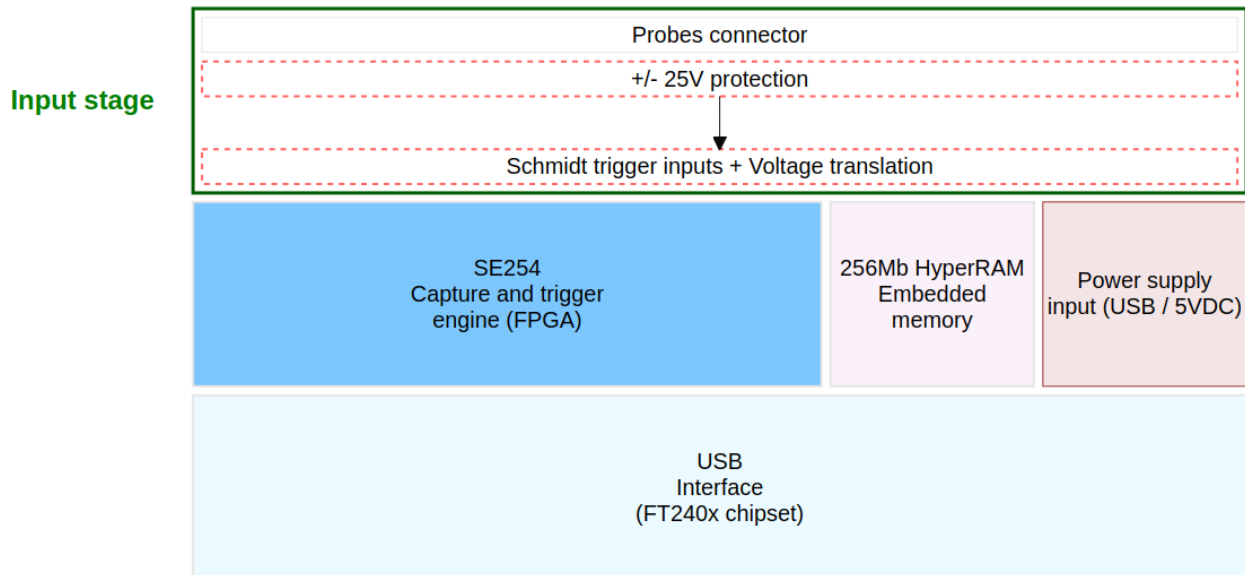 Probes connector
+/- 25V protection
Input stage
Schmidt trigger inputs + Voltage translation
SE254
Capture and trigger
engine (FPGA)
256Mb HyperRAM
Embedded
memory
Power supply
input (USB / 5VDC)
USB
Interface
(FT240x chipset)